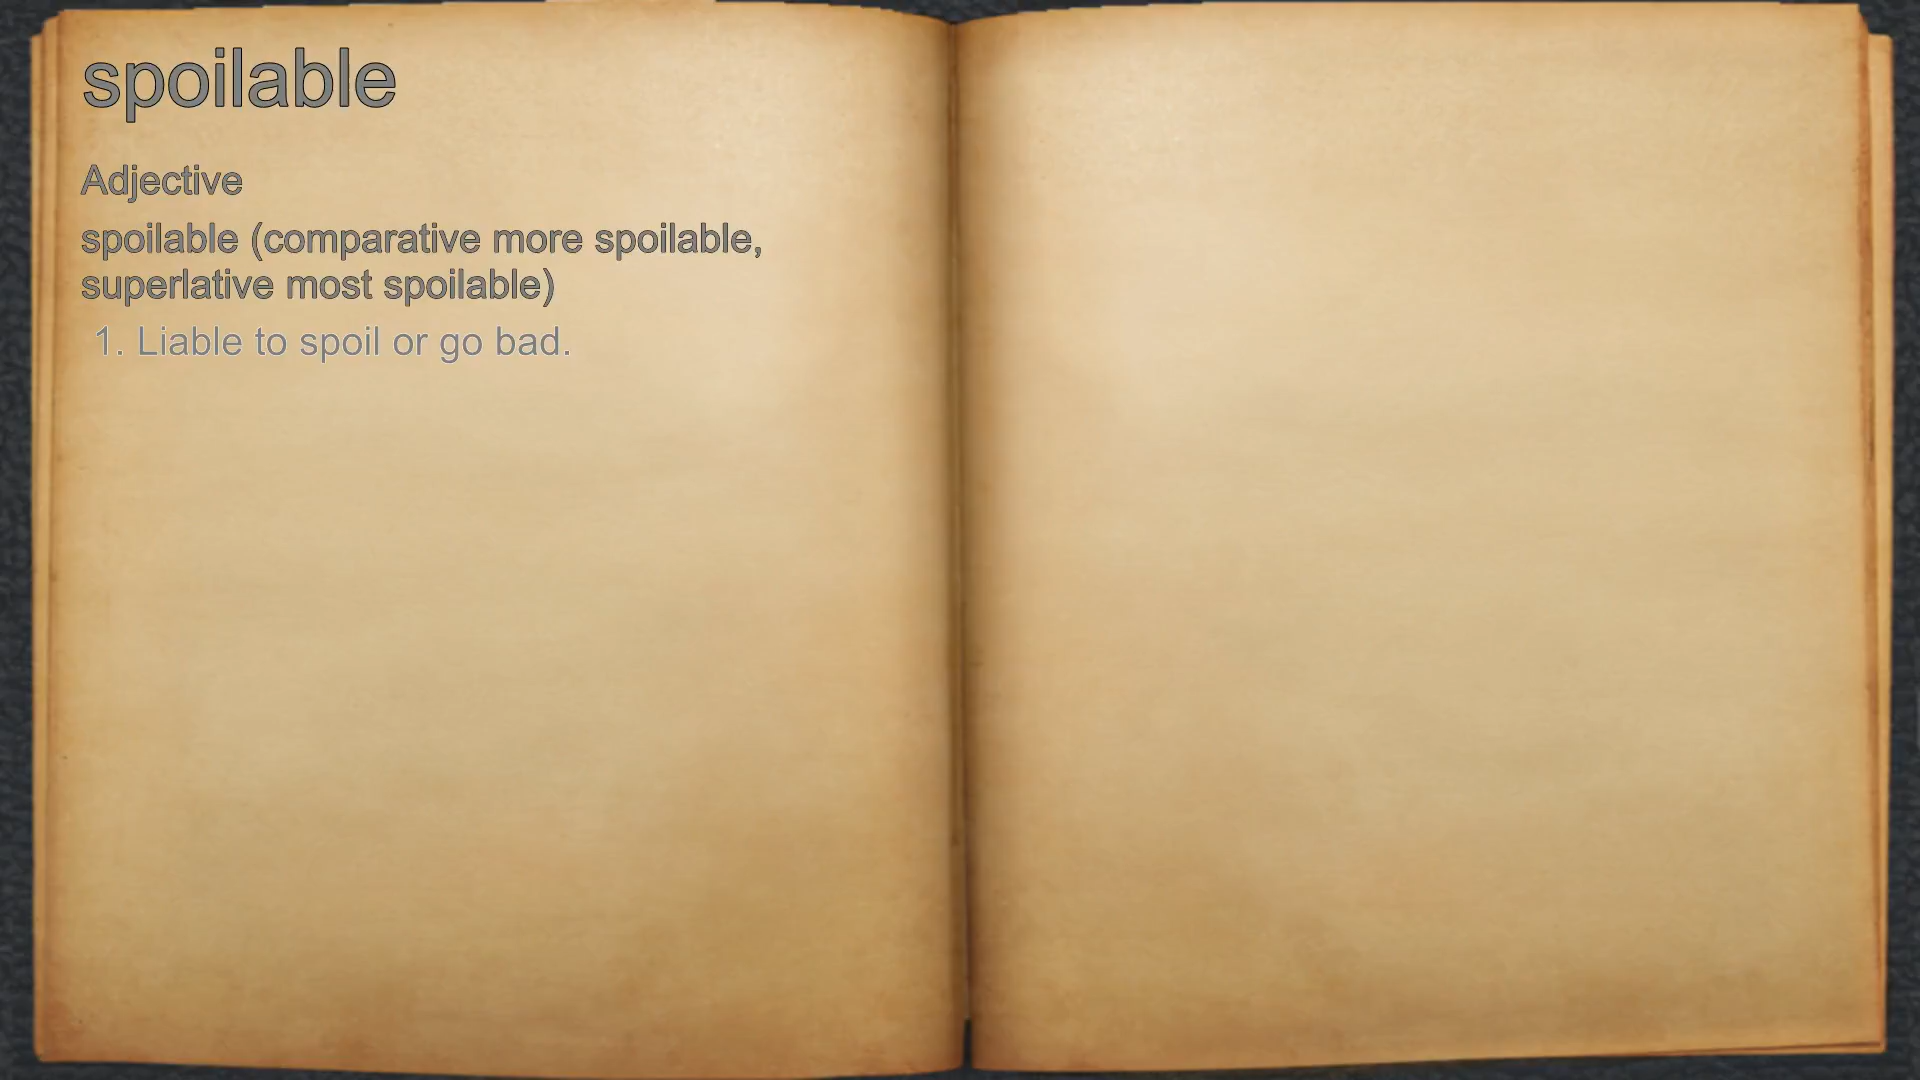 spoilable
Adjective
spoilable (comparative more spoilable,
superlative most spoilable)
1. Liable to spoil or go bad.